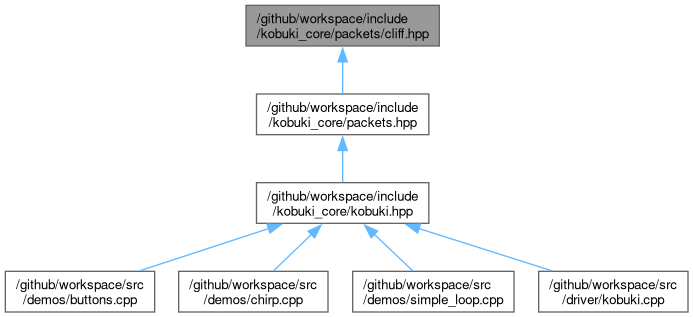 /github/workspace/include
/kobuki_core/packets/cliff.hpp
/github/workspace/include
/kobuki_core/packets.hpp
/github/workspace/include
/kobuki_core/kobuki.hpp
/github/workspace/src
/demos/buttons.cpp
/github/workspace/src
/demos/chirp.cpp
/github/workspace/src
/demos/simple_loop.cpp
/github/workspace/src
/driver/kobuki.cpp